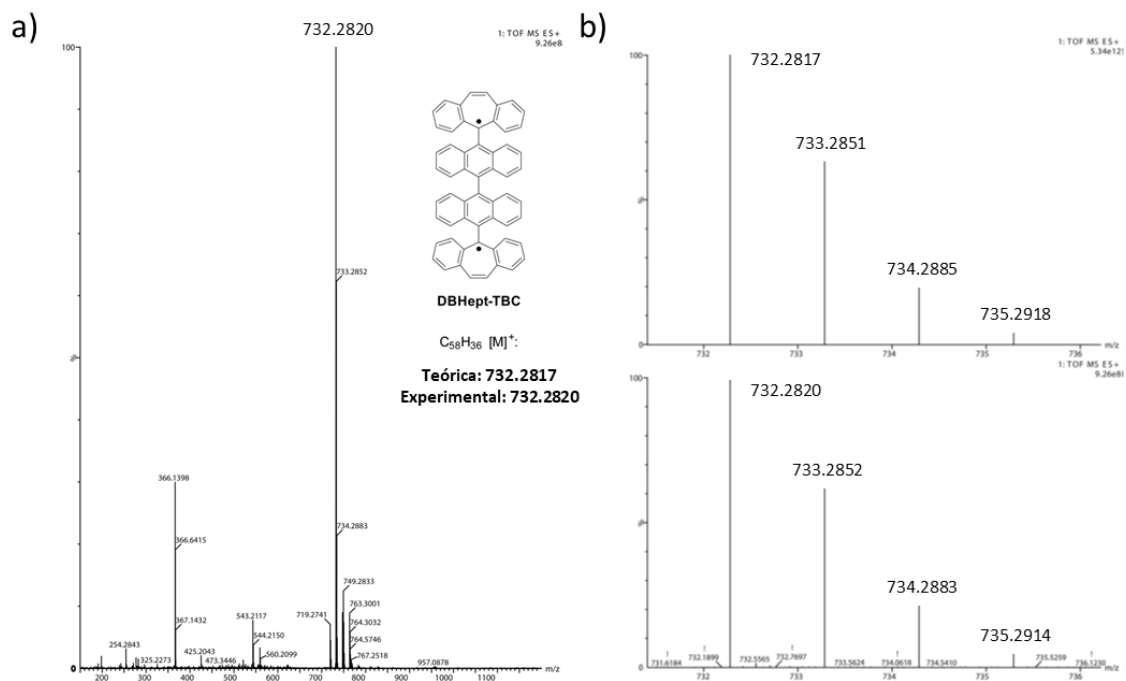 a)
732.2820
1: TOF MS ES+
9.26e8
100
%
0
733.2852
366.1398
366.6415
367.1432
254.2843
325.2273
425.2043
473.3446
543.2117
544.2150
560.2099
719.2741
734.2883
749.2833
763.3001
764.3032
764.5746
767.2518
957.0878
200 300 400 500 600 700 800 900 1000 1100
m/z
DBHept-TBC
C58H36 [M]+:
Teórica: 732.2817
Experimental: 732.2820
b)
1: TOF MS ES+
5.34e12
100
%
0
732.2817
733.2851
734.2885
735.2918
732 733 734 735 736
m/z
1: TOF MS ES+
9.26e8
100
%
0
732.2820
733.2852
734.2883
735.2914
731.6184 732.1899 732.5565 732.7697 733.5624 734.0618 734.5410 735.5259 736.1230
732 733 734 735 736
m/z